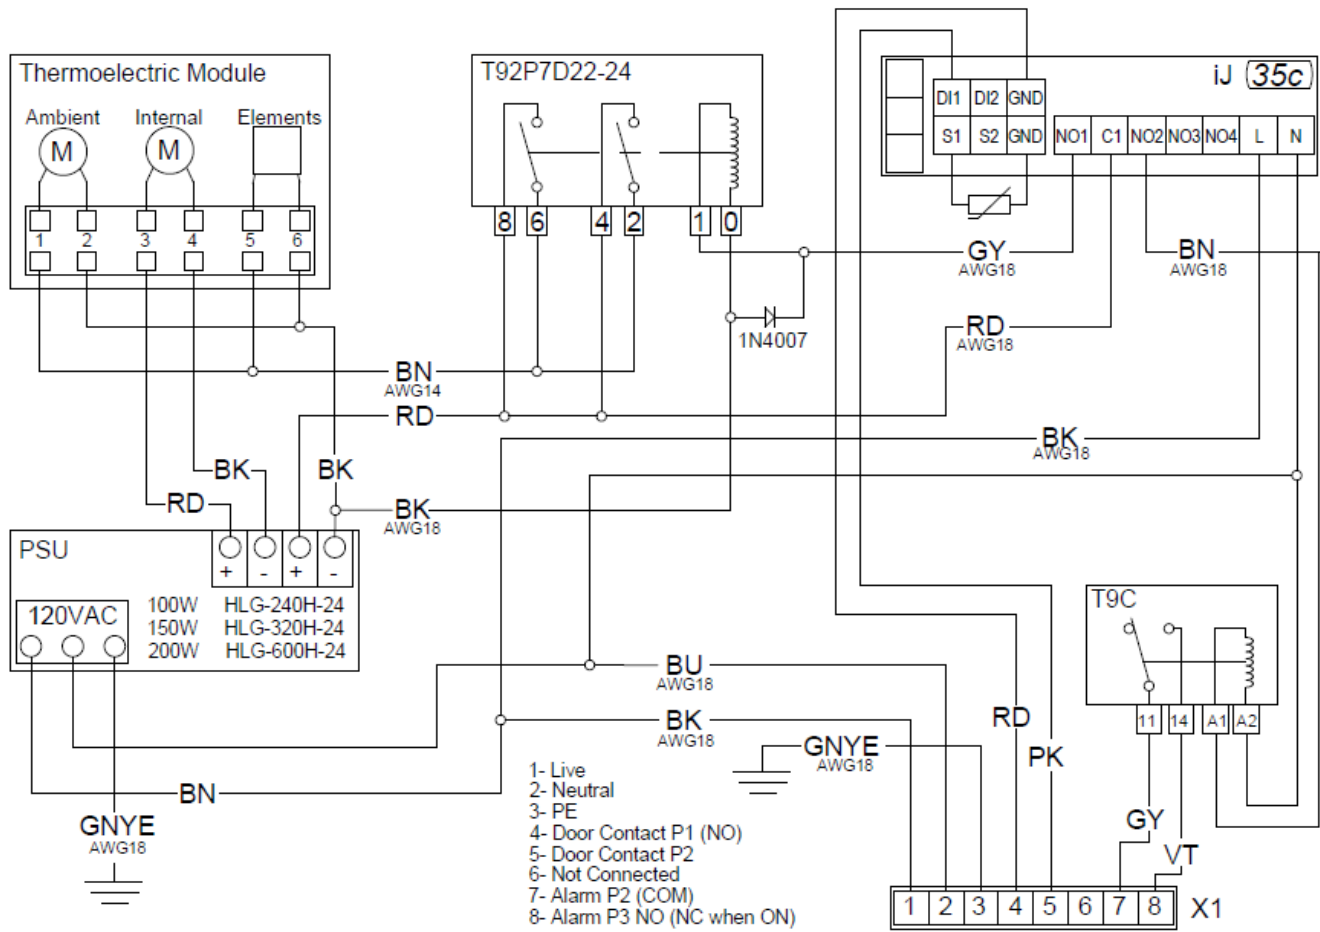 Thermoelectric Module
Ambient Internal Elements
M M
1 2 3 4 5 6
T92P7D22-24
8 6 4 2 1 0
iJ 35c
DI1 DI2 GND
S1 S2 GND
NO1 C1 NO2 NO3 NO4 L N
GY
AWG18
BN
AWG18
1N4007
RD
AWG18
BN
AWG14
RD
BK
AWG18
BK
BK
RD
BK
AWG18
PSU
+ - + -
120VAC
100W HLG-240H-24
150W HLG-320H-24
200W HLG-600H-24
T9C
11 14 A1 A2
BU
AWG18
BK
AWG18
RD
PK
GNYE
AWG18
BN
GNYE
AWG18
GY
VT
1- Live
2- Neutral
3- PE
4- Door Contact P1 (NO)
5- Door Contact P2
6- Not Connected
7- Alarm P2 (COM)
8- Alarm P3 NO (NC when ON)
1 2 3 4 5 6 7 8 X1